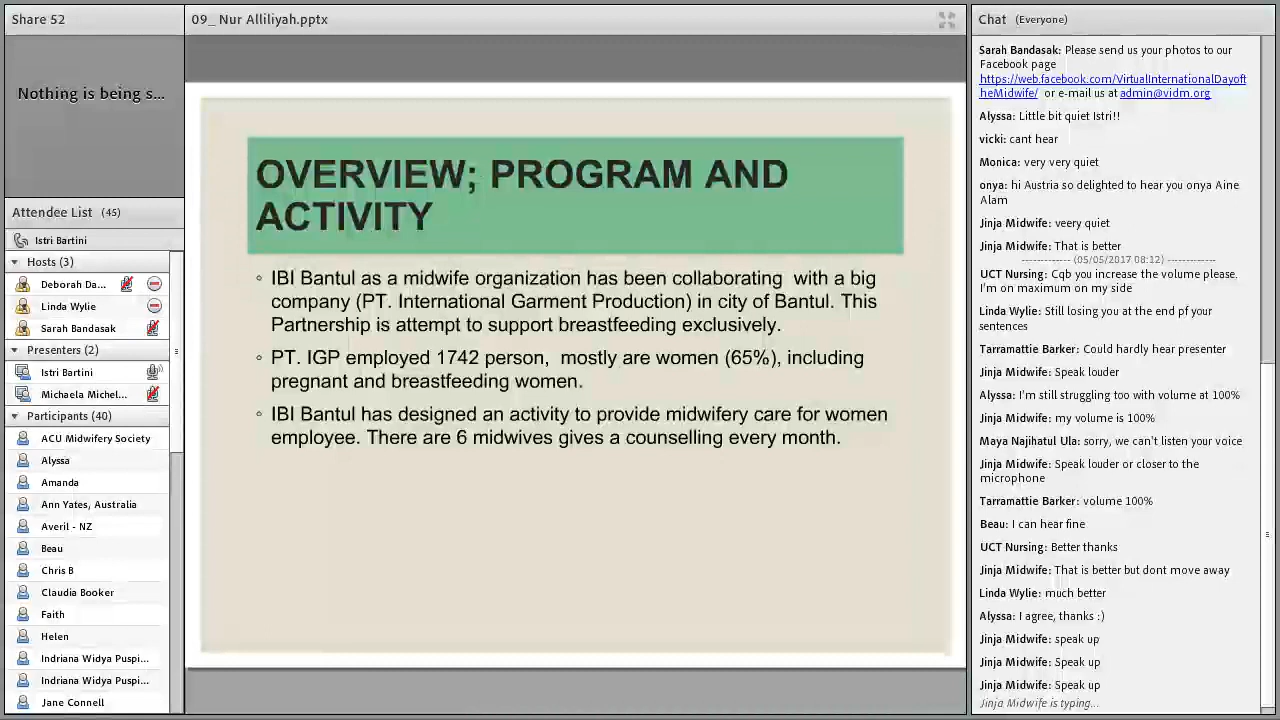 Share 52
Nothing is being s...
Attendee List (45)
Istri Bartini
Hosts (3)
Deborah Da...
Linda Wylie
Sarah Bandasak
Presenters (2)
Istri Bartini
Michaela Michel...
Participants (40)
ACU Midwifery Society
Alyssa
Amanda
Ann Yates, Australia
Averil - NZ
Beau
Chris B
Claudia Booker
Faith
Helen
Indriana Widya Puspi...
Indriana Widya Puspi...
Jane Connell
09_ Nur Alliliyah.pptx
OVERVIEW; PROGRAM AND
ACTIVITY
◦ IBI Bantul as a midwife organization has been collaborating  with a big
company (PT. International Garment Production) in city of Bantul. This
Partnership is attempt to support breastfeeding exclusively.
◦ PT. IGP employed 1742 person,  mostly are women (65%), including
pregnant and breastfeeding women.
◦ IBI Bantul has designed an activity to provide midwifery care for women
employee. There are 6 midwives gives a counselling every month.
Chat (Everyone)
Sarah Bandasak: Please send us your photos to our
Facebook page
https://web.facebook.com/VirtualInternationalDayoft
heMidwife/  or e-mail us at admin@vidm.org
Alyssa: Little bit quiet Istri!!
vicki: cant hear
Monica: very very quiet
onya: hi Austria so delighted to hear you onya Aine
Alam
Jinja Midwife: veery quiet
Jinja Midwife: That is better
------------- (05/05/2017 08:12) -------------
UCT Nursing: Cqb you increase the volume please.
I'm on maximum on my side
Linda Wylie: Still losing you at the end pf your
sentences
Tarramattie Barker: Could hardly hear presenter
Jinja Midwife: Speak louder
Alyssa: I'm still struggling too with volume at 100%
Jinja Midwife: my volume is 100%
Maya Najihatul Ula: sorry, we can't listen your voice
Jinja Midwife: Speak louder or closer to the
microphone
Tarramattie Barker: volume 100%
Beau: I can hear fine
UCT Nursing: Better thanks
Jinja Midwife: That is better but dont move away
Linda Wylie: much better
Alyssa: I agree, thanks :)
Jinja Midwife: speak up
Jinja Midwife: Speak up
Jinja Midwife: Speak up
Jinja Midwife is typing...